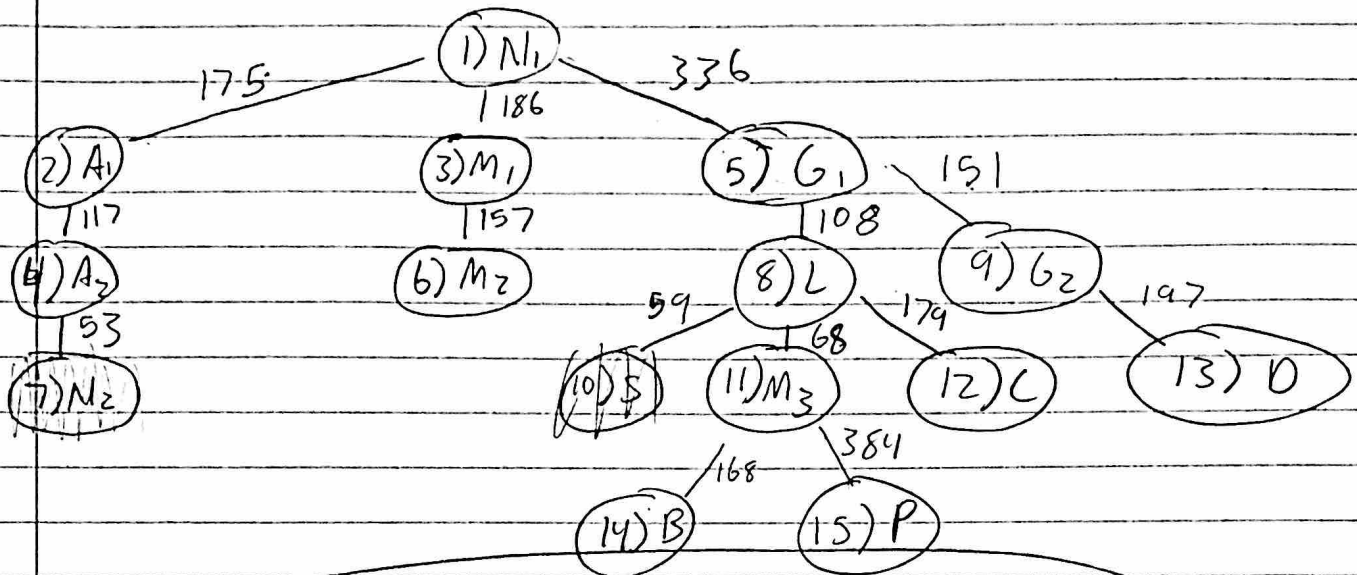 1) N1
175 186 336
2) A1 3) M1 5) G1 151
117 157 108
4) A2 6) M2 8) L 9) G2
53 59 68 179 197
7) N2 10) S 11) M3 12) C 13) D
168 384
14) B 15) P